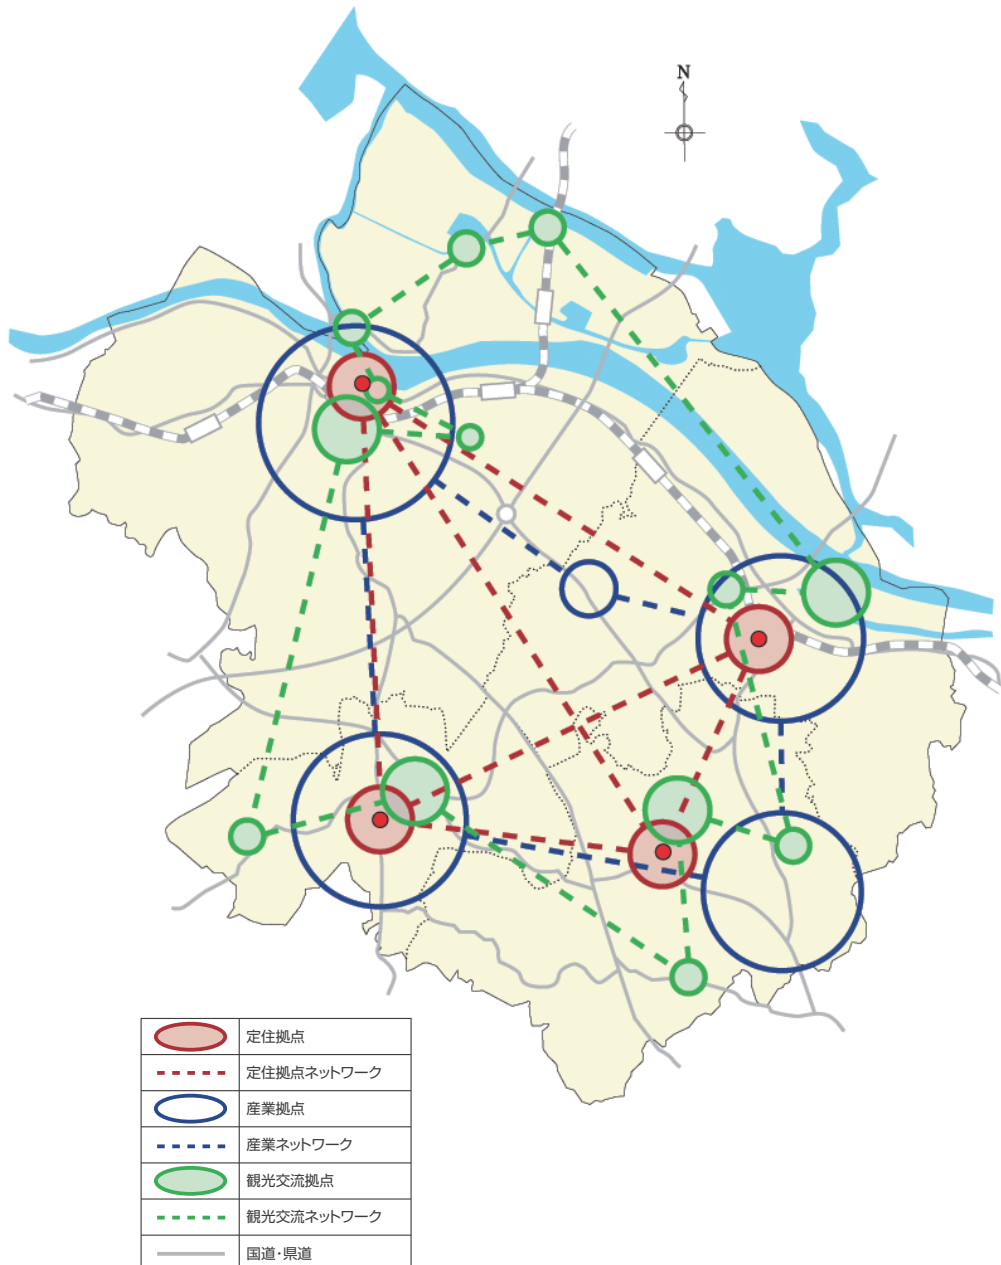 N
定住拠点
定住拠点ネットワーク
産業拠点
産業ネットワーク
観光交流拠点
観光交流ネットワーク
国道・県道